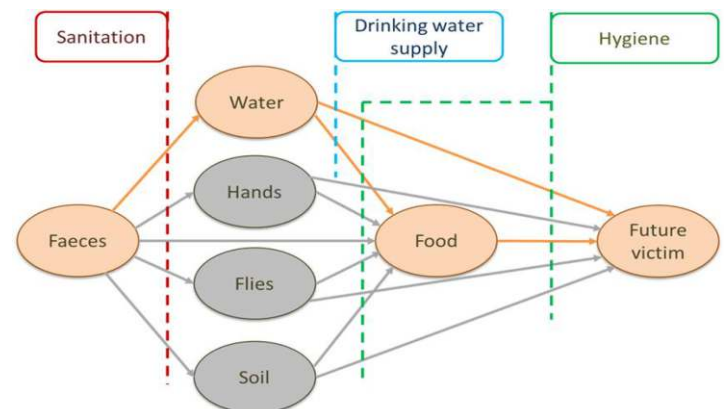 Sanitation
Drinking water
supply
Hygiene
Water
Hands
Faeces
Food
Future
victim
Flies
Soil